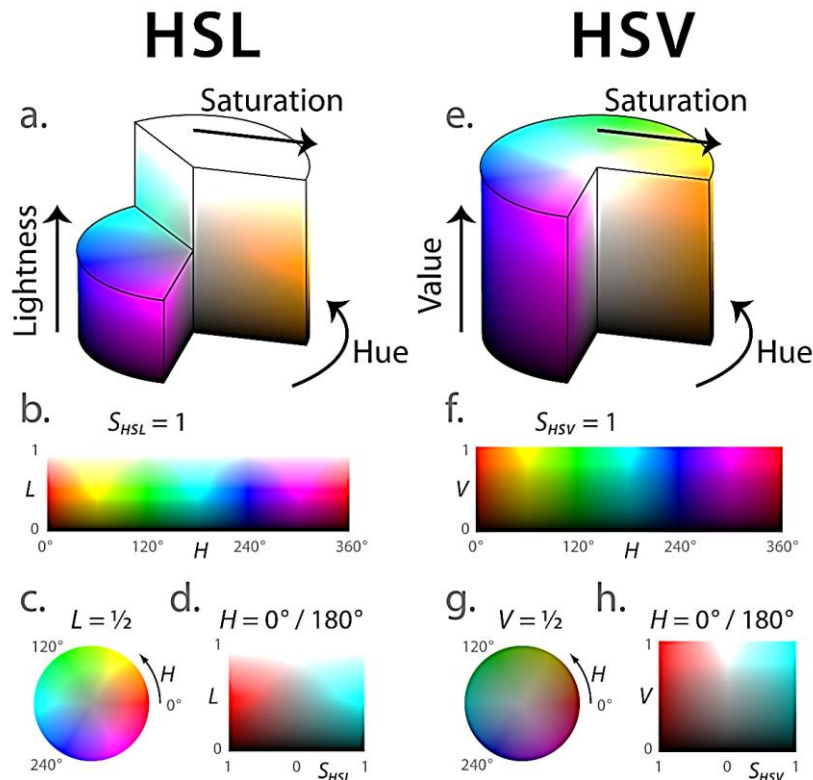 HSL
HSV
a.
Saturation
Lightness
Hue
e.
Saturation
Value
Hue
b.
S_HSL = 1
1
L
0
0°
120°
240°
360°
H
f.
S_HSV = 1
1
V
0
0°
120°
240°
360°
H
c.
L = ½
120°
H
0°
240°
d.
H = 0° / 180°
1
L
0
1
0
S_HSL
1
g.
V = ½
120°
H
0°
240°
h.
H = 0° / 180°
1
V
0
1
0
S_HSV
1